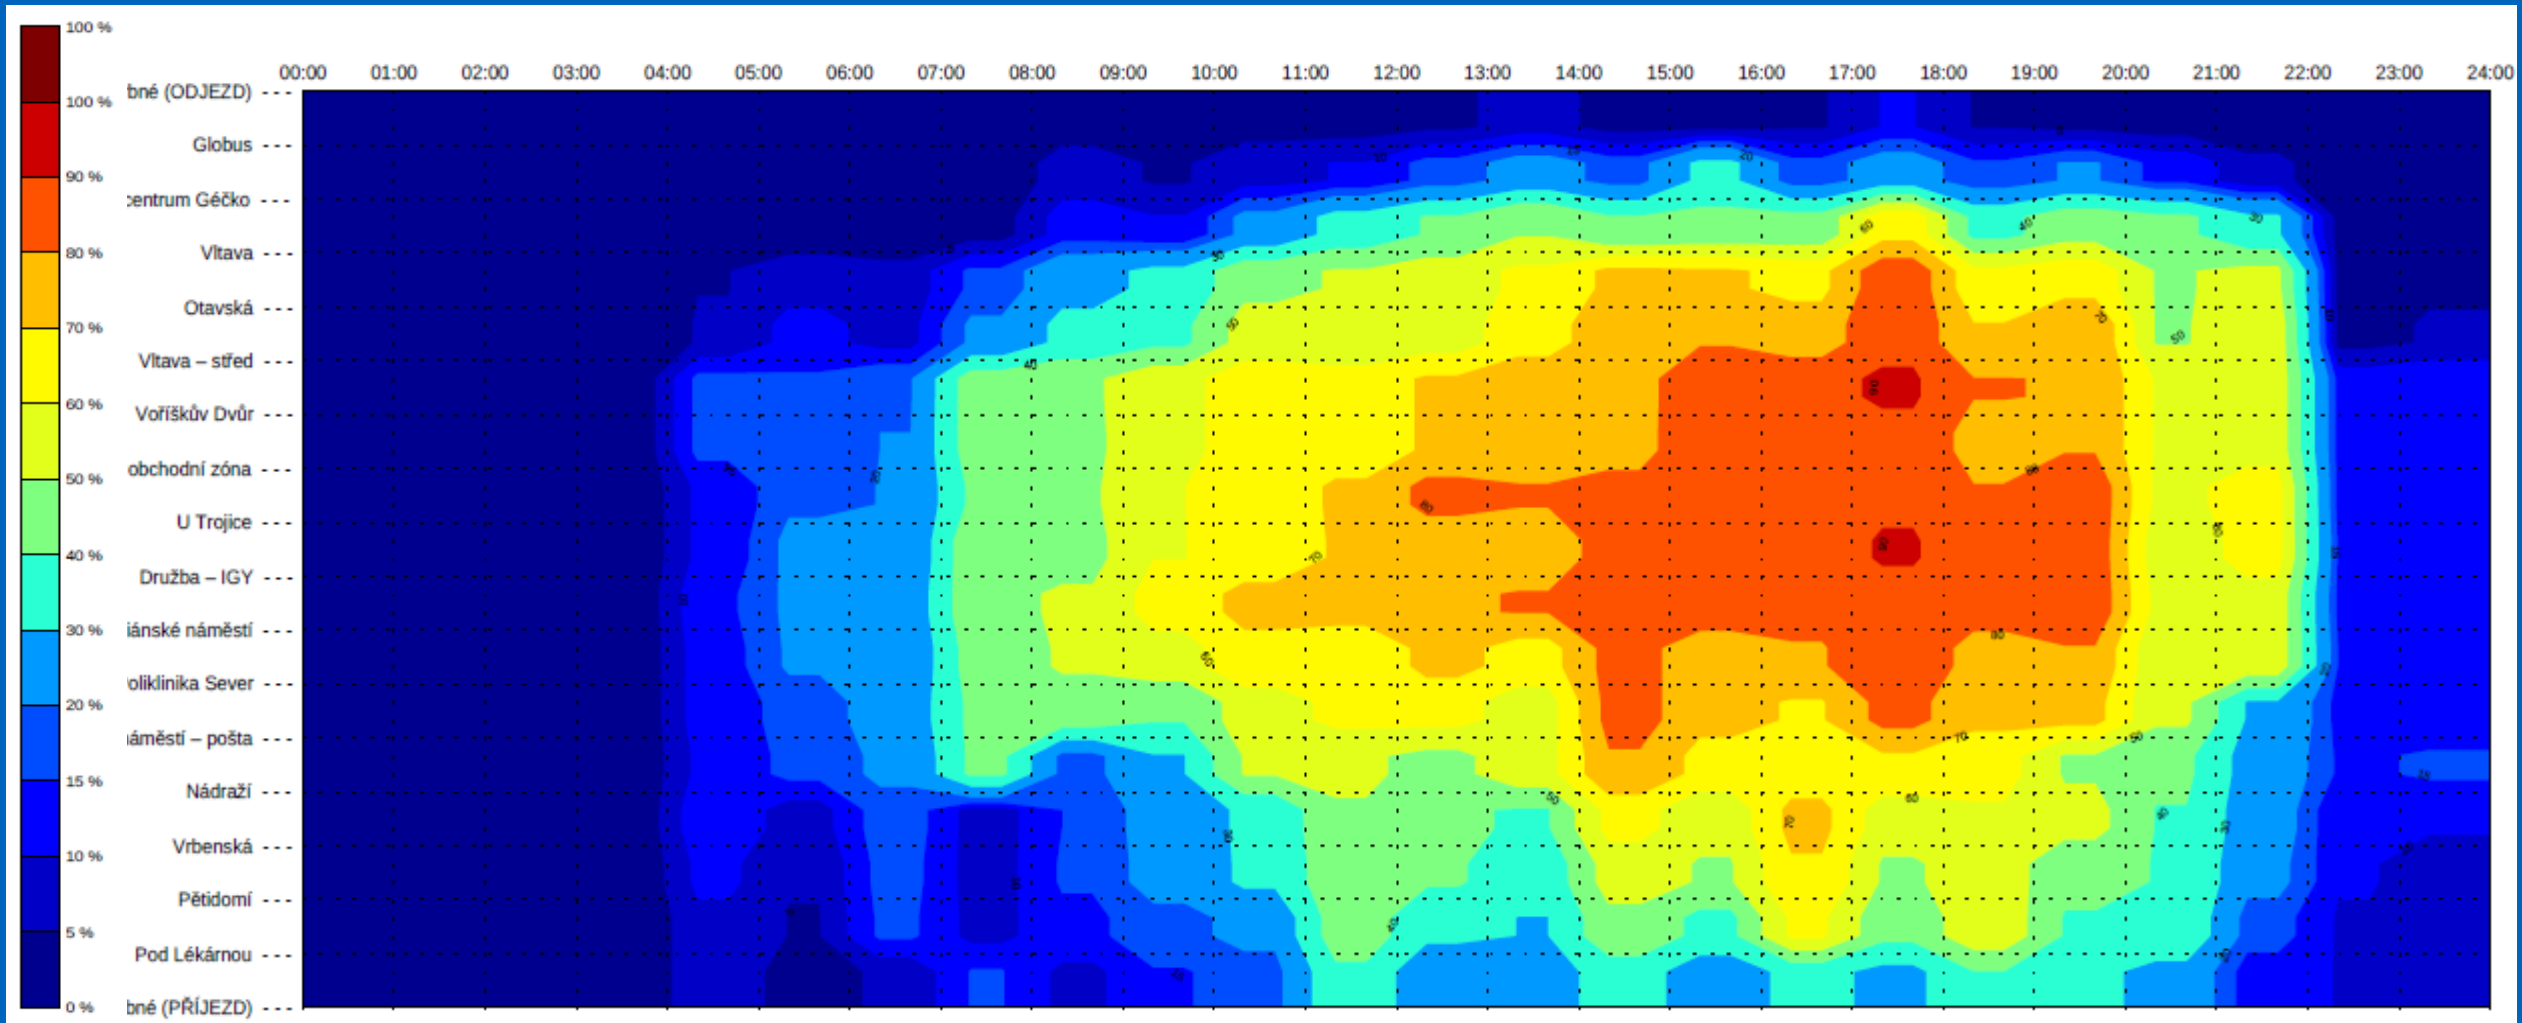 100 %
100 %
90 %
80 %
70 %
60 %
50 %
40 %
30 %
20 %
15 %
10 %
5 %
0 %
00:00 01:00 02:00 03:00 04:00 05:00 06:00 07:00 08:00 09:00 10:00 11:00 12:00 13:00 14:00 15:00 16:00 17:00 18:00 19:00 20:00 21:00 22:00 23:00 24:00
bné (ODJEZD)
Globus
centrum Géčko
Vltava
Otavská
Vltava – střed
Voříškův Dvůr
obchodní zóna
U Trojice
Družba – IGY
iánské náměstí
oliklinika Sever
áměstí – pošta
Nádraží
Vrbenská
Pětidomí
Pod Lékárnou
bné (PŘÍJEZD)